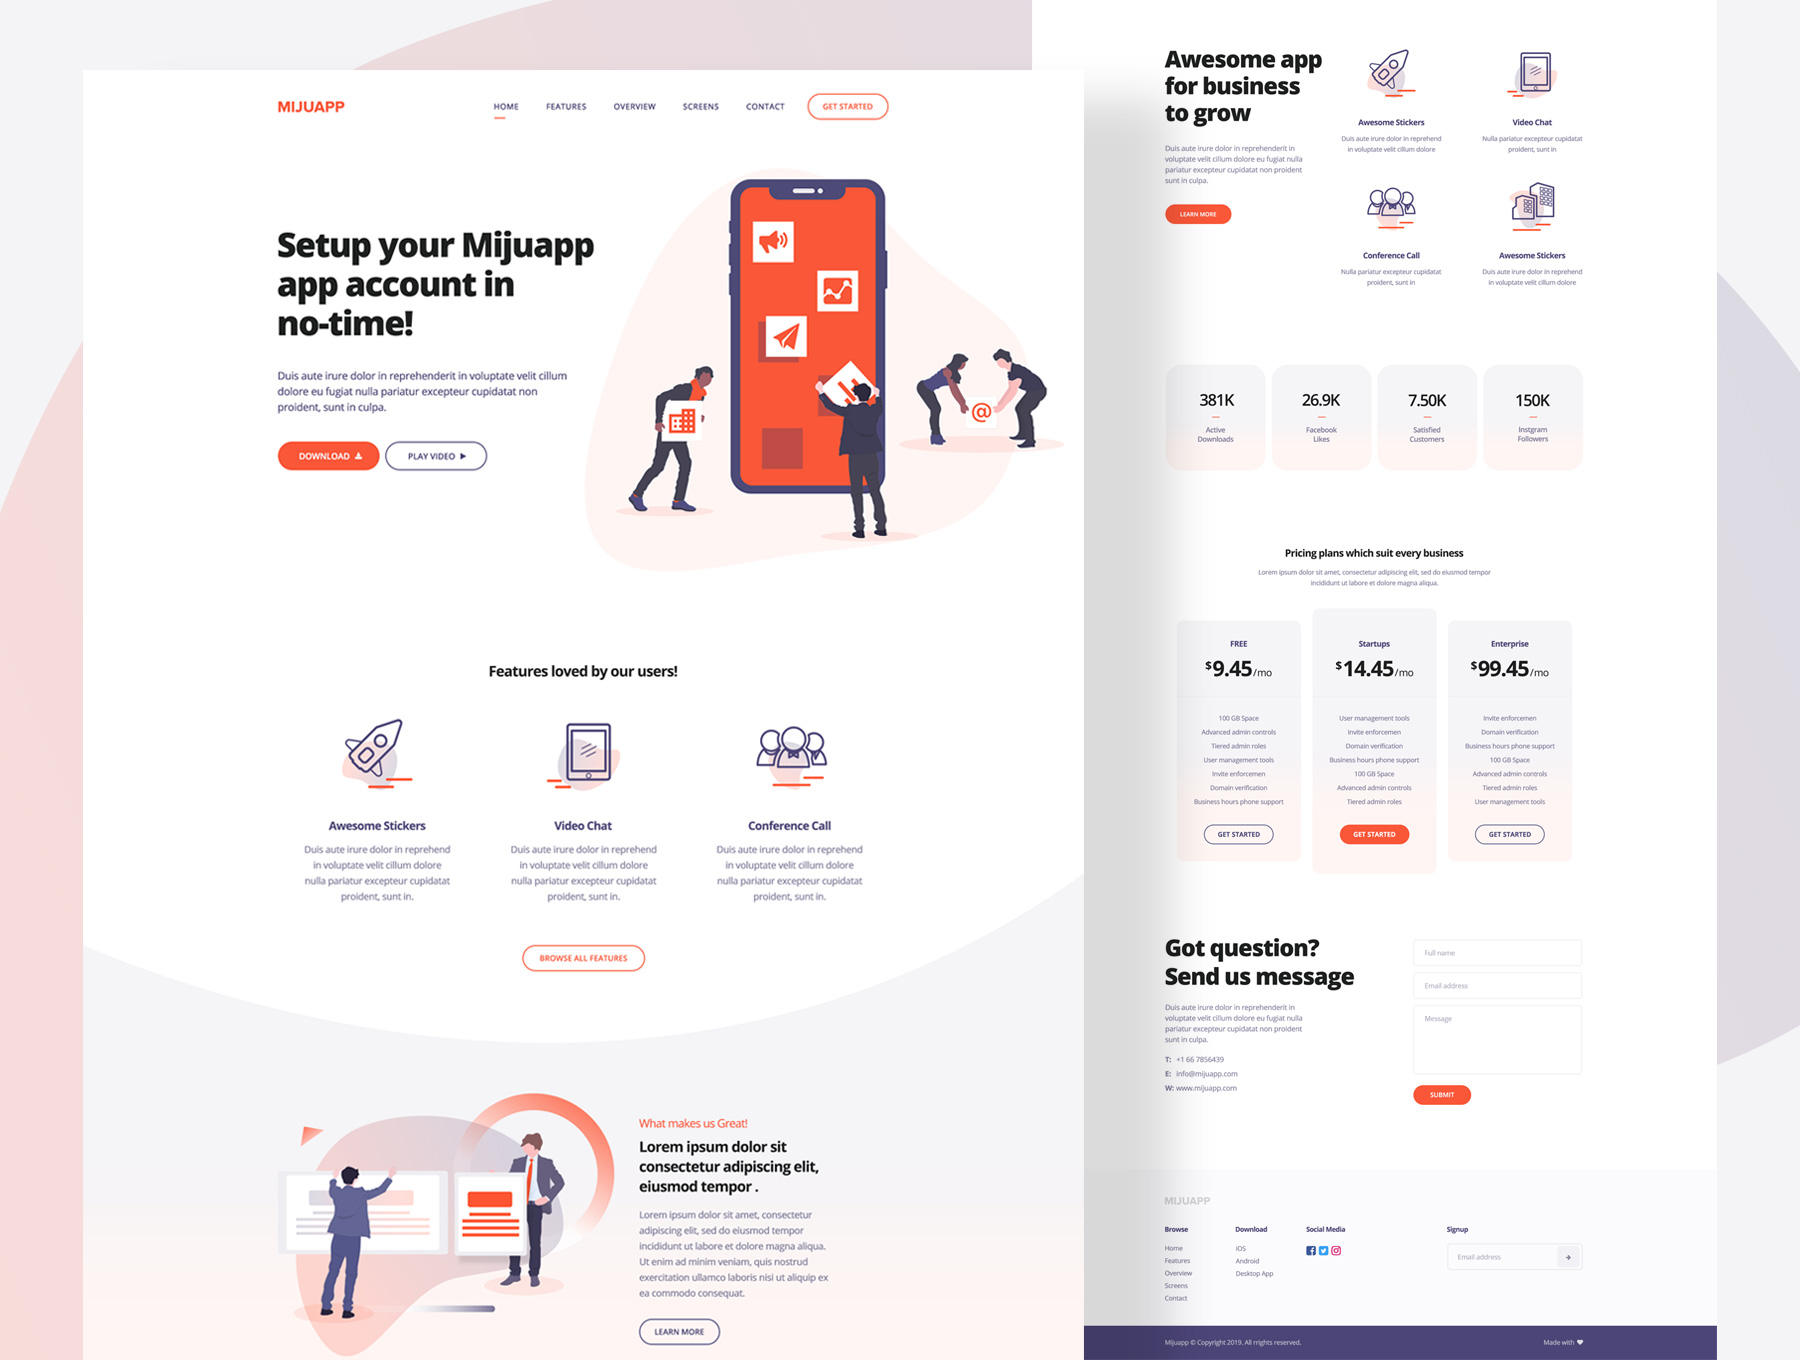 MIJUAPP
HOME FEATURES OVERVIEW SCREENS CONTACT GET STARTED
Setup your Mijuapp
app account in
no-time!
Duis aute irure dolor in reprehenderit in voluptate velit cillum
dolore eu fugiat nulla pariatur excepteur cupidatat non
proident, sunt in culpa.
DOWNLOAD PLAY VIDEO
@
Features loved by our users!
Awesome Stickers
Duis aute irure dolor in reprehend
in voluptate velit cillum dolore
nulla pariatur excepteur cupidatat
proident, sunt in.
Video Chat
Duis aute irure dolor in reprehend
in voluptate velit cillum dolore
nulla pariatur excepteur cupidatat
proident, sunt in.
Conference Call
Duis aute irure dolor in reprehend
in voluptate velit cillum dolore
nulla pariatur excepteur cupidatat
proident, sunt in.
BROWSE ALL FEATURES
What makes us Great!
Lorem ipsum dolor sit
consectetur adipiscing elit,
eiusmod tempor .
Lorem ipsum dolor sit amet, consectetur
adipiscing elit, sed do eiusmod tempor
incididunt ut labore et dolore magna aliqua.
Ut enim ad minim veniam, quis nostrud
exercitation ullamco laboris nisi ut aliquip ex
ea commodo consequat.
LEARN MORE
Awesome app
for business
to grow
Duis aute irure dolor in reprehenderit in
voluptate velit cillum dolore eu fugiat nulla
pariatur excepteur cupidatat non proident
sunt in culpa.
LEARN MORE
Awesome Stickers
Duis aute irure dolor in reprehend
in voluptate velit cillum dolore
Video Chat
Nulla pariatur excepteur cupidatat
proident, sunt in
Conference Call
Nulla pariatur excepteur cupidatat
proident, sunt in
Awesome Stickers
Duis aute irure dolor in reprehend
in voluptate velit cillum dolore
381K
Active
Downloads
26.9K
Facebook
Likes
7.50K
Satisfied
Customers
150K
Instgram
Followers
Pricing plans which suit every business
Lorem ipsum dolor sit amet, consectetur adipiscing elit, sed do eiusmod tempor
incididunt ut labore et dolore magna aliqua.
FREE
$9.45/mo
100 GB Space
Advanced admin controls
Tiered admin roles
User management tools
Invite enforcemen
Domain verification
Business hours phone support
GET STARTED
Startups
$14.45/mo
User management tools
Invite enforcemen
Domain verification
Business hours phone support
100 GB Space
Advanced admin controls
Tiered admin roles
GET STARTED
Enterprise
$99.45/mo
Invite enforcemen
Domain verification
Business hours phone support
100 GB Space
Advanced admin controls
Tiered admin roles
User management tools
GET STARTED
Got question?
Send us message
Duis aute irure dolor in reprehenderit in
voluptate velit cillum dolore eu fugiat nulla
pariatur excepteur cupidatat non proident
sunt in culpa.
T: +1 66 7856439
E: info@mijuapp.com
W: www.mijuapp.com
Full name
Email address
Message
SUBMIT
MIJUAPP
Browse
Home
Features
Overview
Screens
Contact
Download
iOS
Android
Desktop App
Social Media
Signup
Email address
Mijuapp © Copyright 2019. All rrights reserved.
Made with